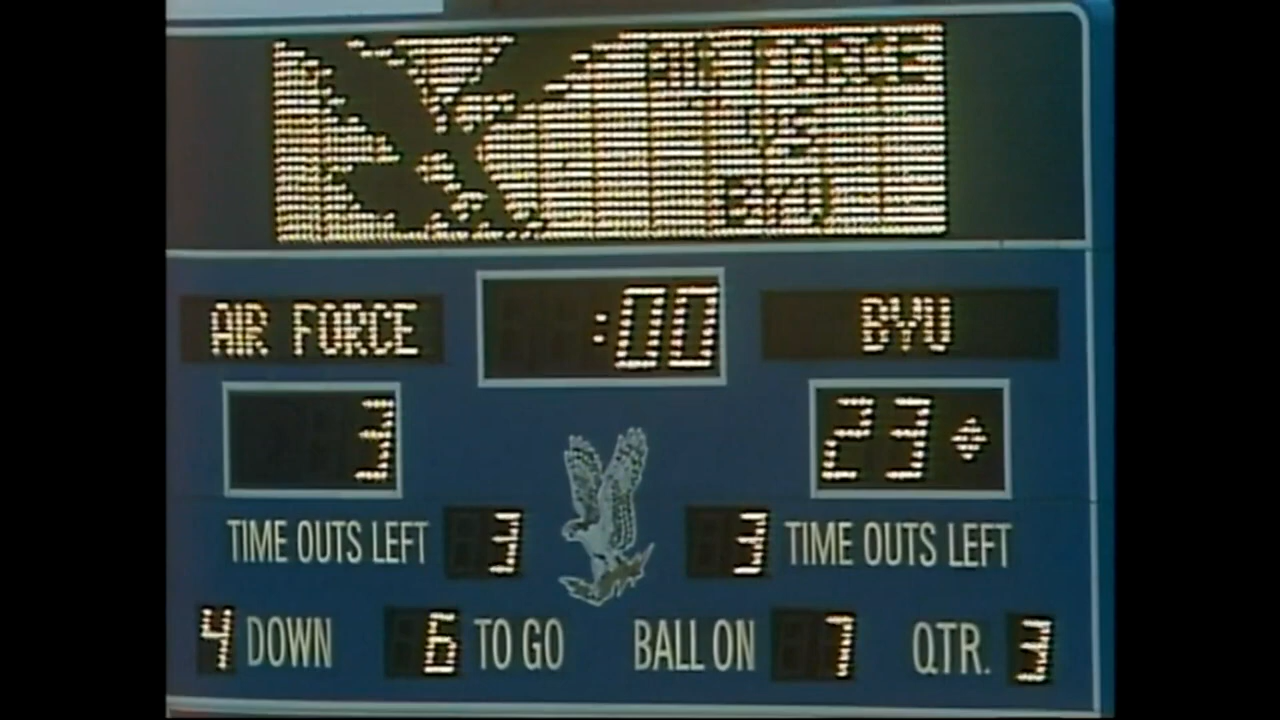 AIR FORCE
VS
BYU
AIR FORCE :00 BYU
3 23
TIME OUTS LEFT 3 3 TIME OUTS LEFT
4 DOWN 6 TO GO BALL ON 7 QTR. 3